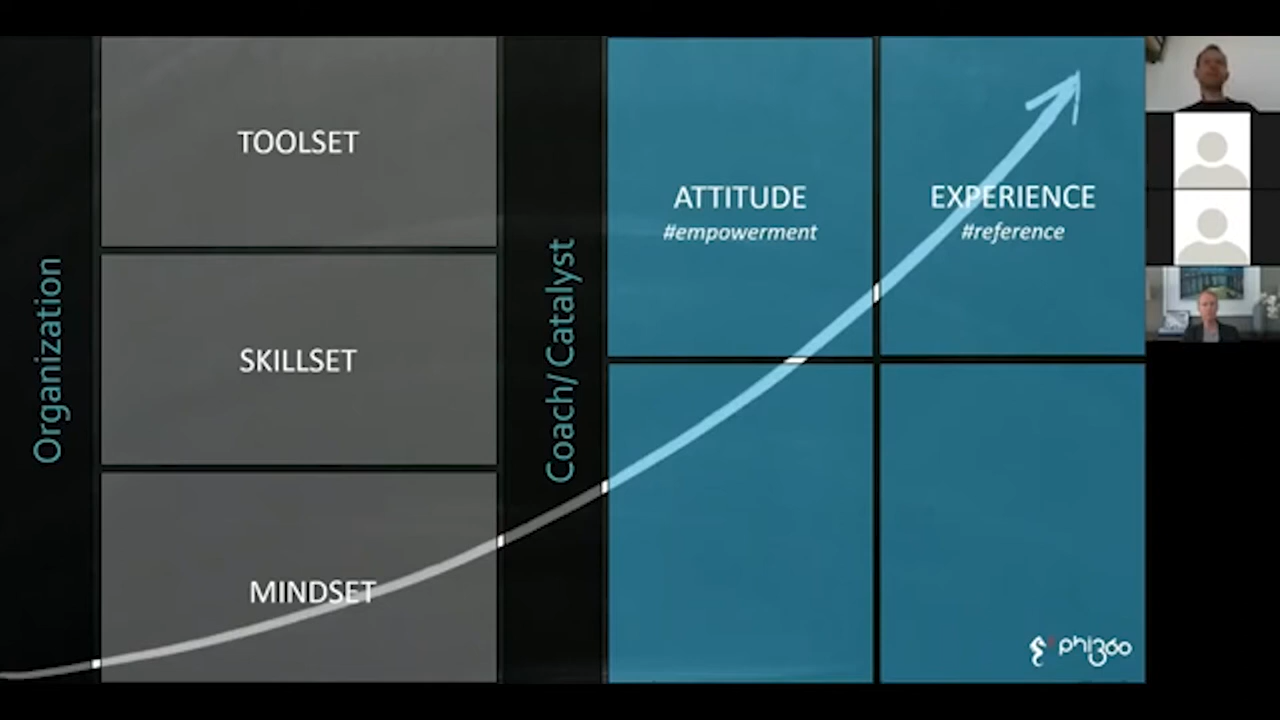 Organization
TOOLSET
SKILLSET
MINDSET
Coach/Catalyst
ATTITUDE
#empowerment
EXPERIENCE
#reference
phi360